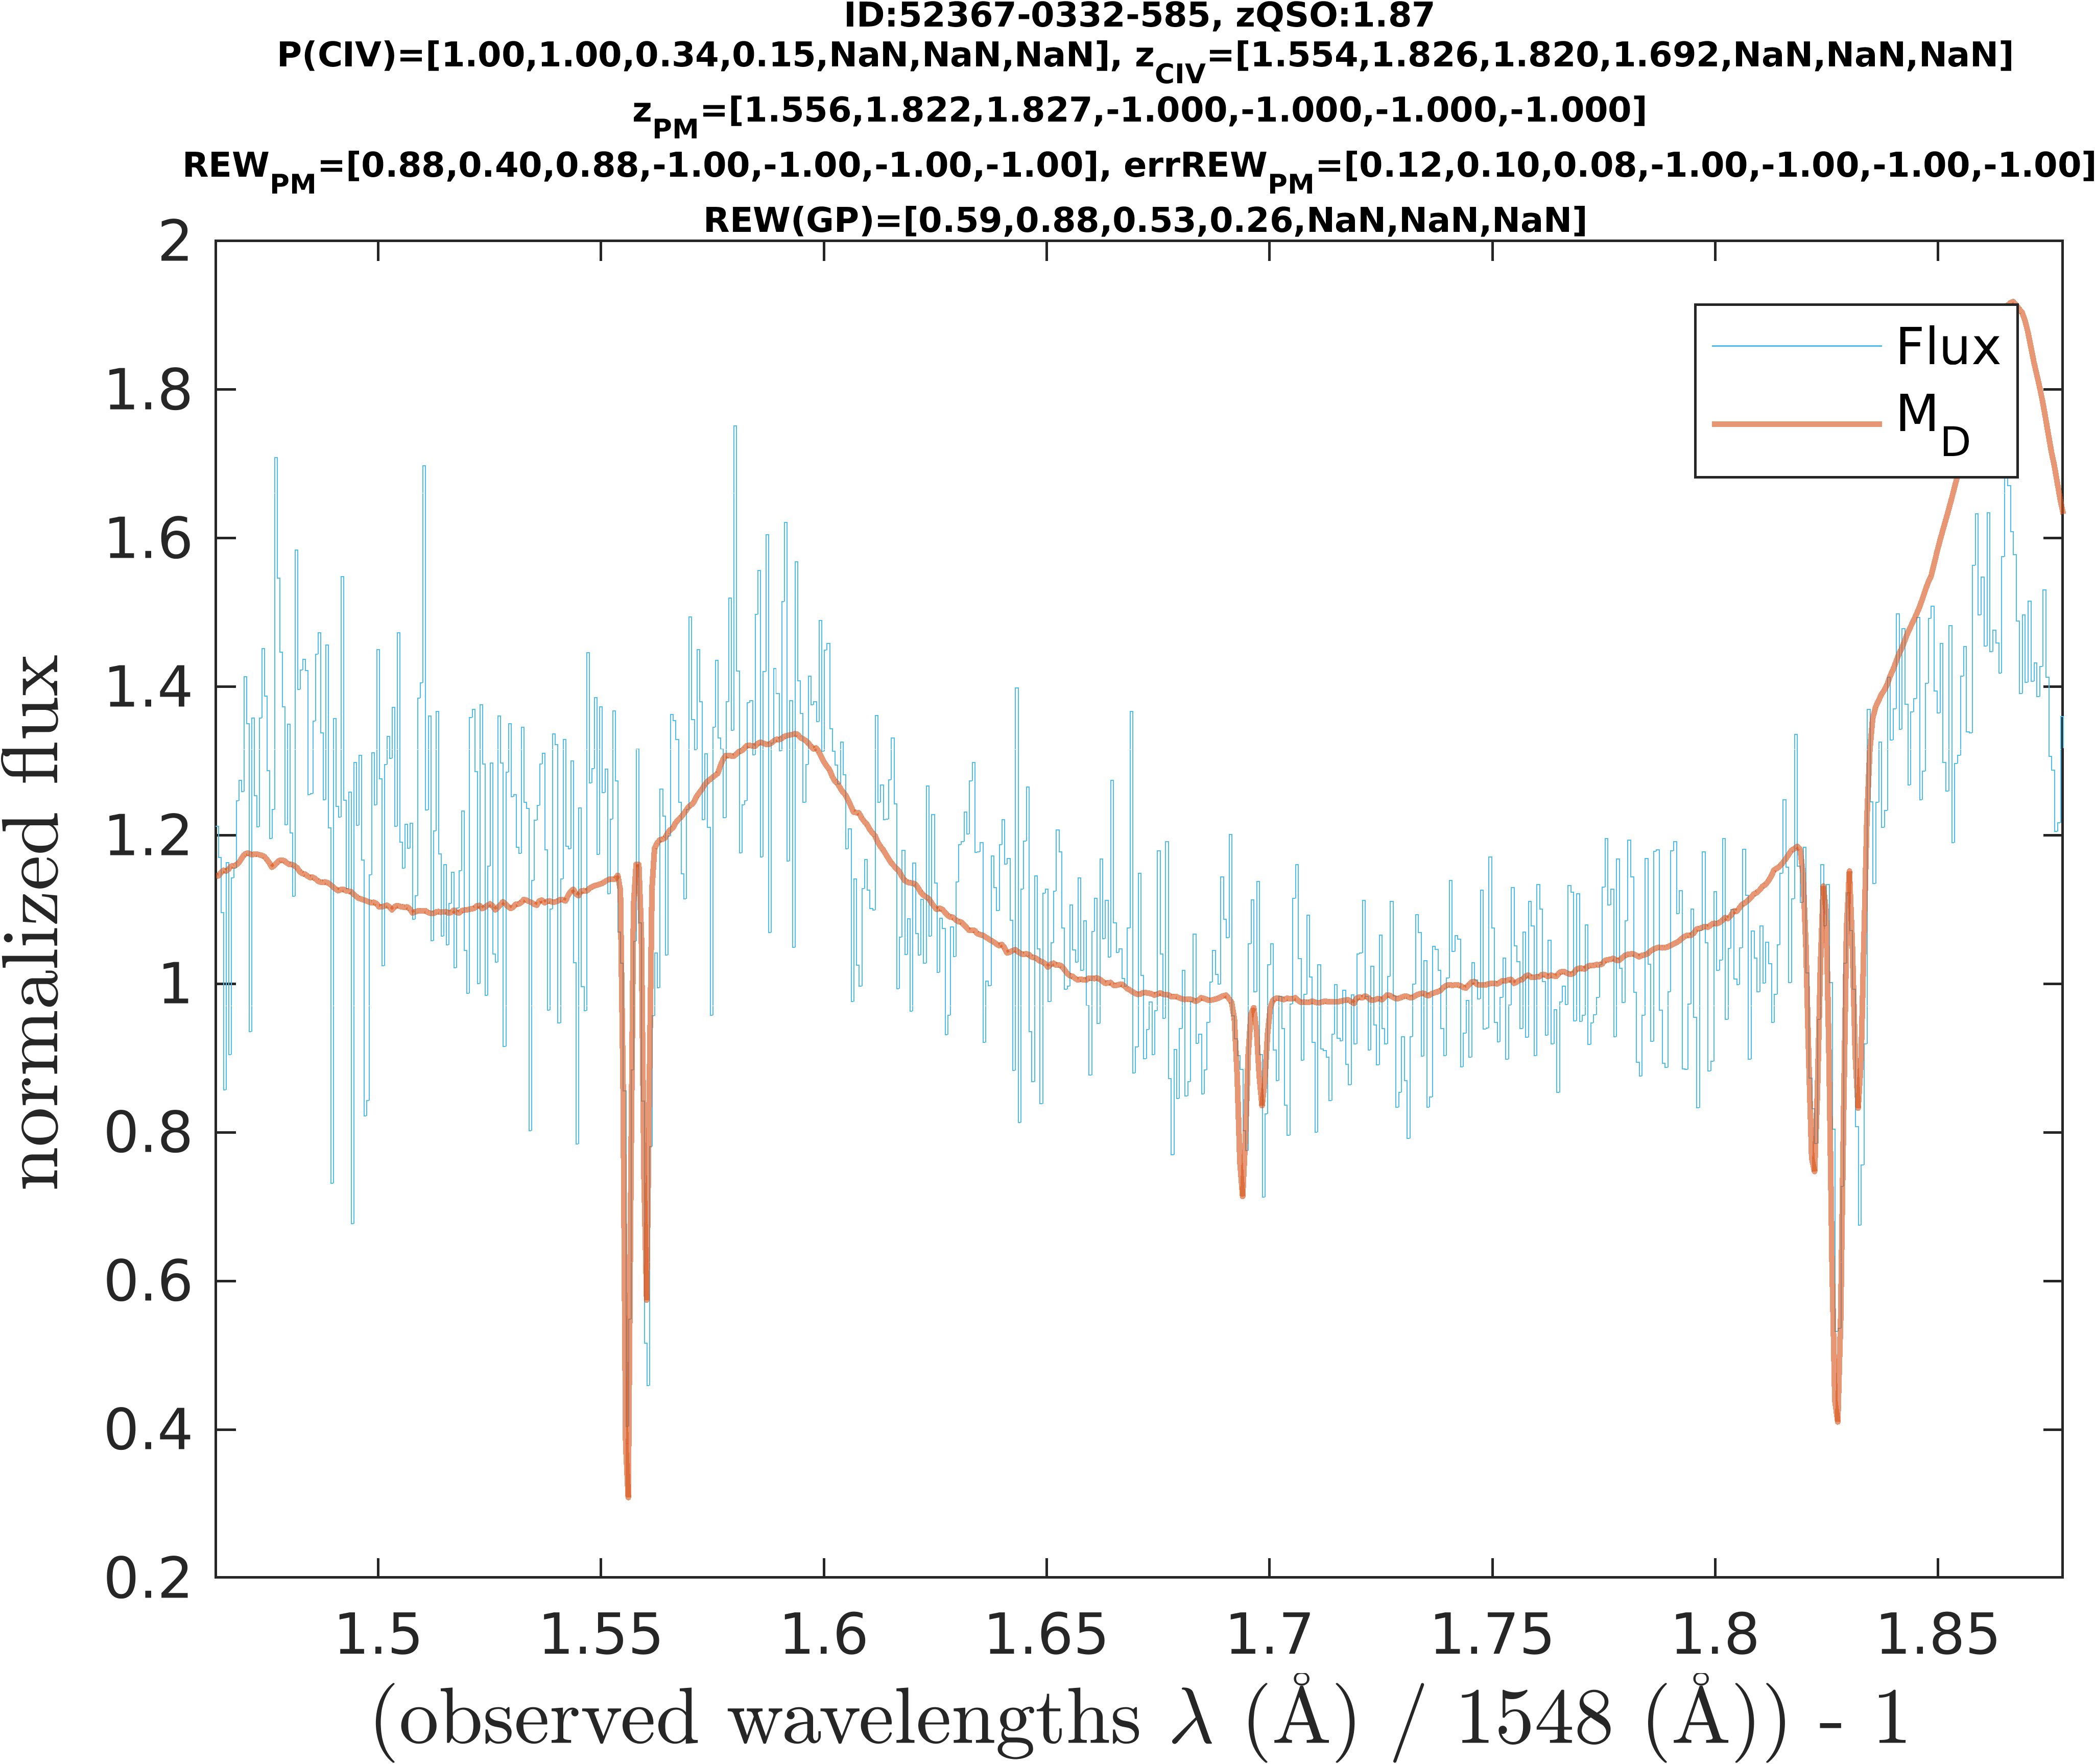 ID:52367-0332-585, zQSO:1.87
P(CIV)=[1.00,1.00,0.34,0.15,NaN,NaN,NaN], zCIV=[1.554,1.826,1.820,1.692,NaN,NaN,NaN]
zPM=[1.556,1.822,1.827,-1.000,-1.000,-1.000,-1.000]
REWPM=[0.88,0.40,0.88,-1.00,-1.00,-1.00,-1.00], errREWPM=[0.12,0.10,0.08,-1.00,-1.00,-1.00,-1.00]
REW(GP)=[0.59,0.88,0.53,0.26,NaN,NaN,NaN]
2
1.8
1.6
1.4
1.2
1
0.8
0.6
0.4
0.2
normalized flux
Flux
MD
1.5
1.55
1.6
1.65
1.7
1.75
1.8
1.85
(observed wavelengths λ (Å) / 1548 (Å)) - 1